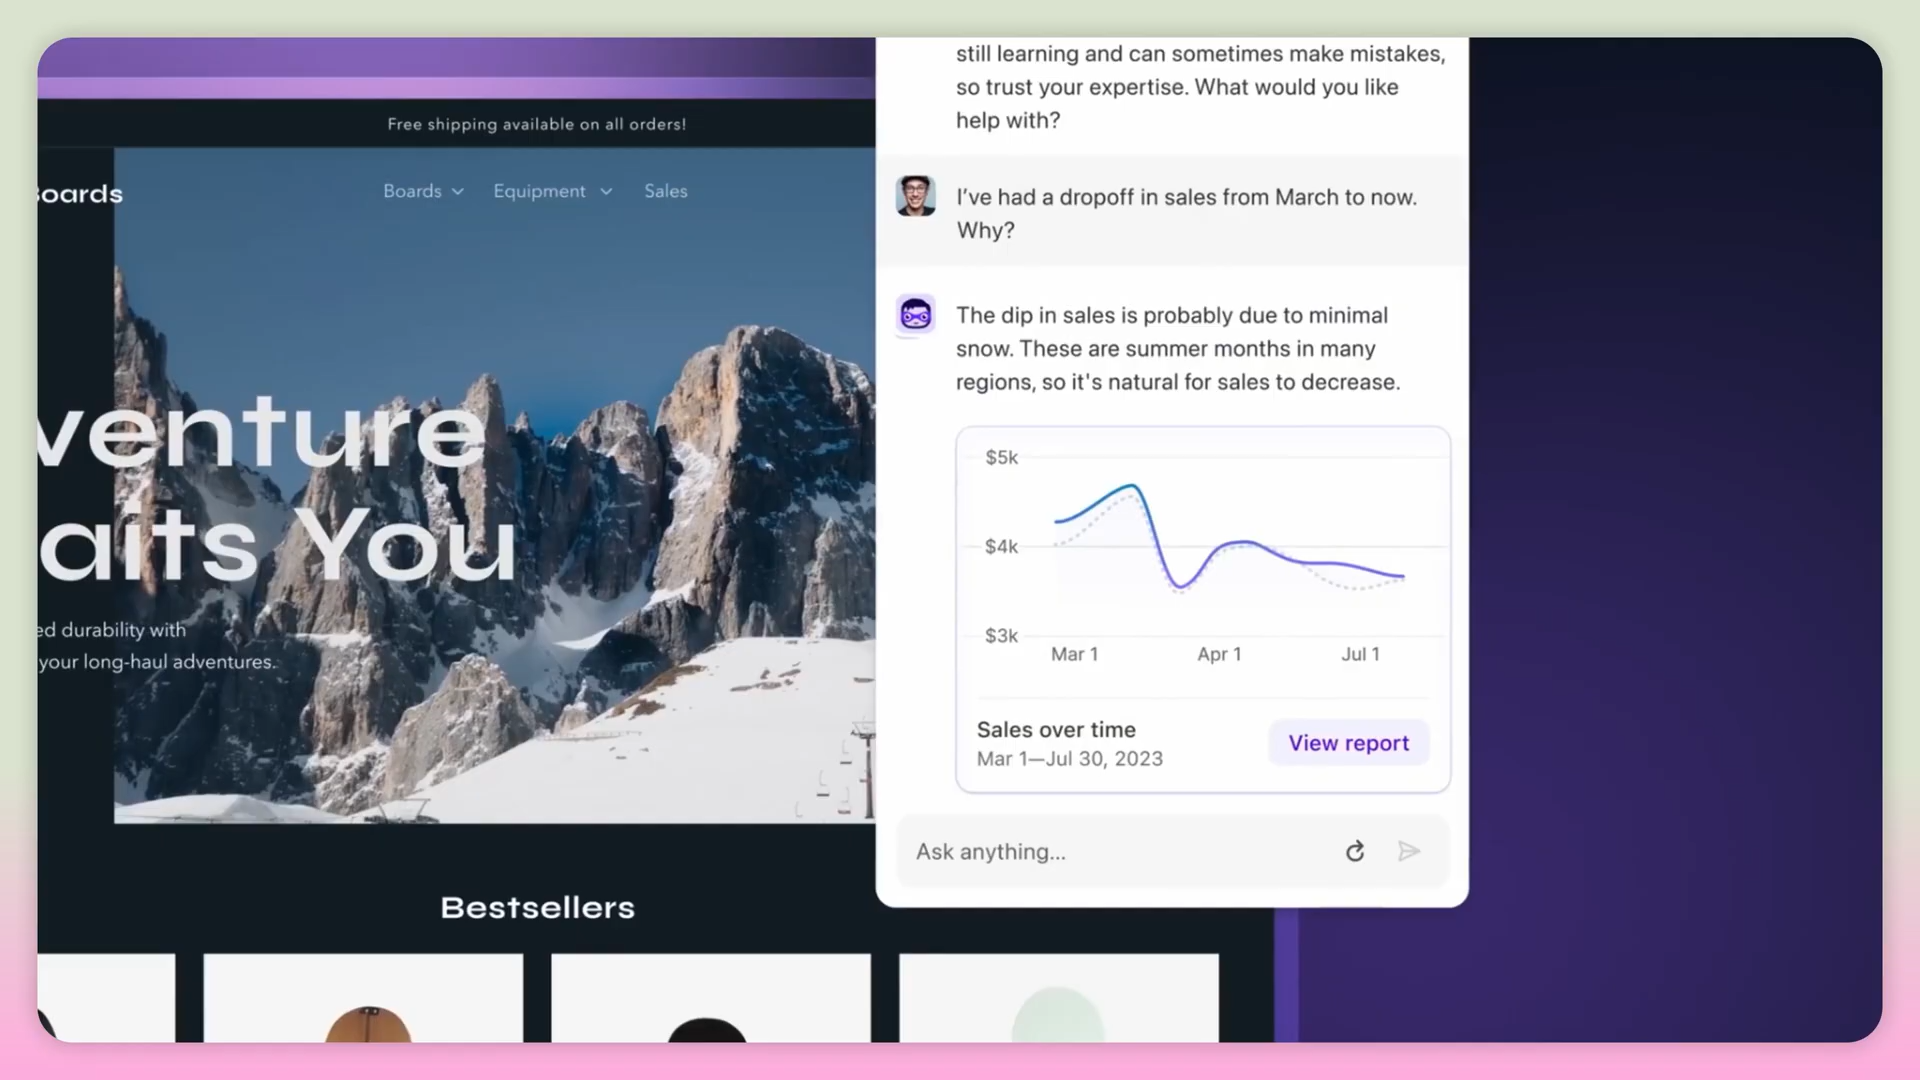 Free shipping available on all orders!
Boards
Boards
Equipment
Sales
venture
aits You
ed durability with
your long-haul adventures.
Bestsellers
still learning and can sometimes make mistakes,
so trust your expertise. What would you like
help with?
I’ve had a dropoff in sales from March to now.
Why?
The dip in sales is probably due to minimal
snow. These are summer months in many
regions, so it's natural for sales to decrease.
$5k
$4k
$3k
Mar 1
Apr 1
Jul 1
Sales over time
Mar 1—Jul 30, 2023
View report
Ask anything...